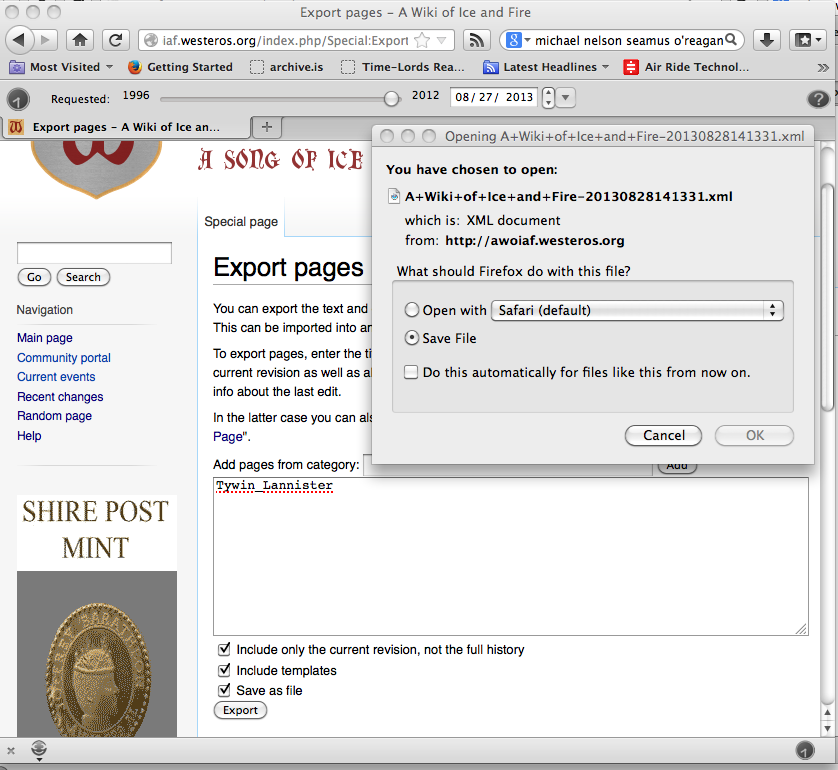 Export pages – A Wiki of Ice and Fire
iaf.westeros.org/index.php/Special:Export
michael nelson seamus o'reagan
Most Visited
Getting Started
archive.is
Time-Lords Rea...
Latest Headlines
Air Ride Technol...
Requested: 1996
2012
08/ 27/ 2013
Export pages – A Wiki of Ice an...
Opening A+Wiki+of+Ice+and+Fire-20130828141331.xml
You have chosen to open:
A+Wiki+of+Ice+and+Fire-20130828141331.xml
which is: XML document
from: http://awoiaf.westeros.org
What should Firefox do with this file?
Open with Safari (default)
Save File
Do this automatically for files like this from now on.
Cancel
OK
A SONG OF ICE
Special page
Go
Search
Navigation
Main page
Community portal
Current events
Recent changes
Random page
Help
SHIRE POST
MINT
Export pages
You can export the text and
This can be imported into
To export pages, enter the
current revision as well as
info about the last edit.
In the latter case you can
Page".
Add pages from category:
Add
Tywin_Lannister
Include only the current revision, not the full history
Include templates
Save as file
Export